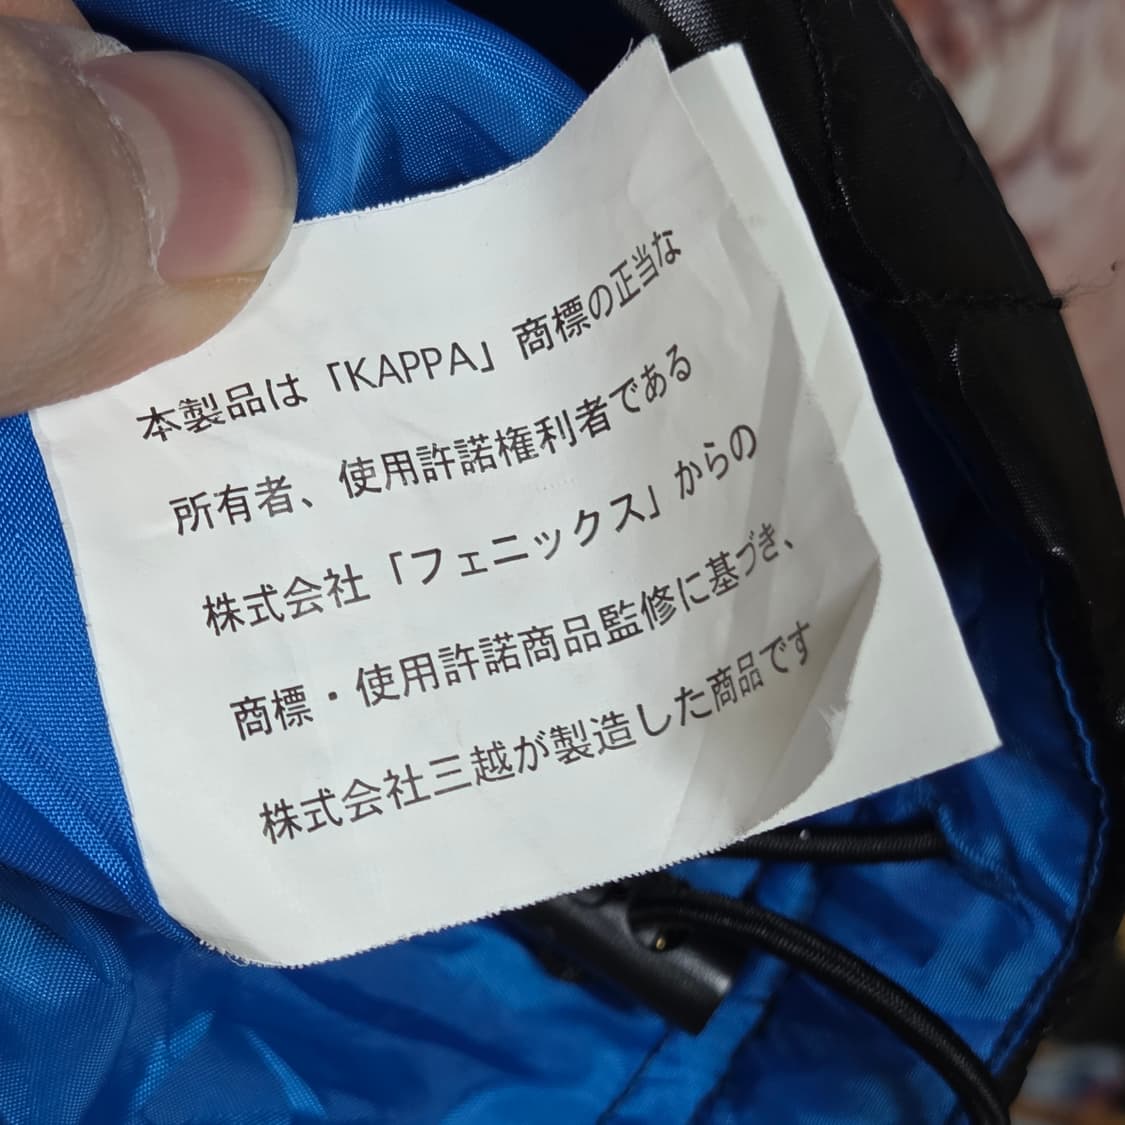 本製品は「KAPPA」商標の正当な
所有者、使用許諾権利者である
株式会社「フェニックス」からの
商標・使用許諾商品監修に基づき、
株式会社三越が製造した商品です